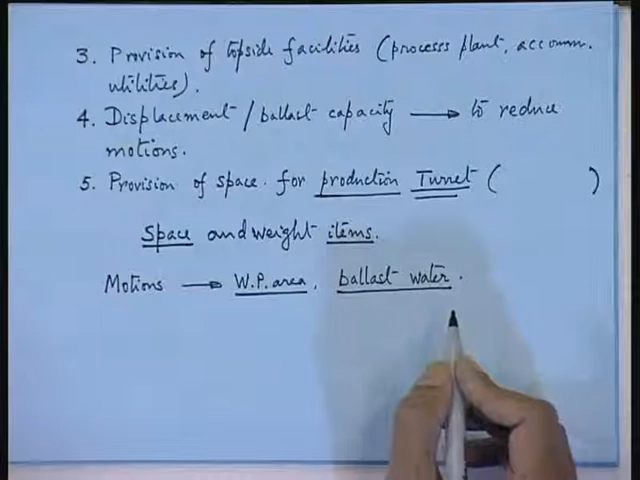 3. Provision of topside facilities (process plant, accomm.
utilities).
4. Displacement / ballast capacity → to reduce
motions.
5. Provision of space for production Turret ( )
Space and weight items.
Motions → W.P. area, ballast water.